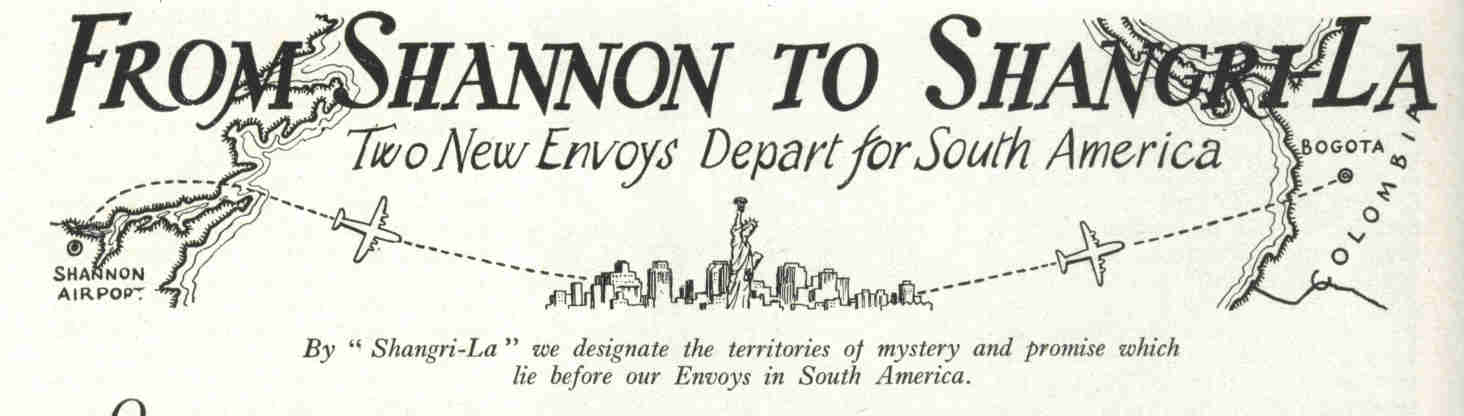 FROM SHANNON TO SHANGRI-LA
Two New Envoys Depart for South America
BOGOTA
COLOMBIA
SHANNON
AIRPORT
By “ Shangri-La ” we designate the territories of mystery and promise which
lie before our Envoys in South America.